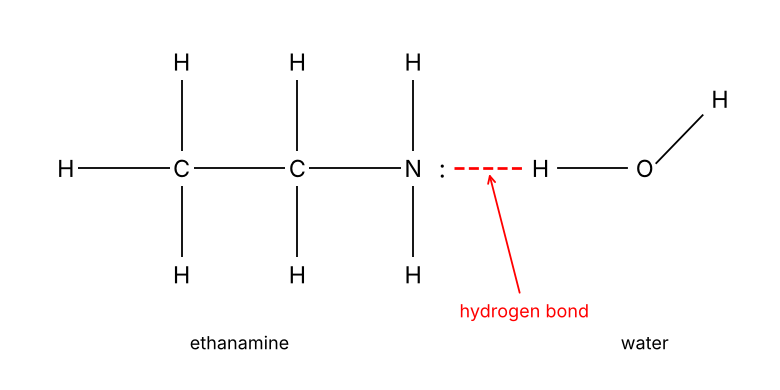 H H H H
H C C N : H O
H H H
hydrogen bond
ethanamine water